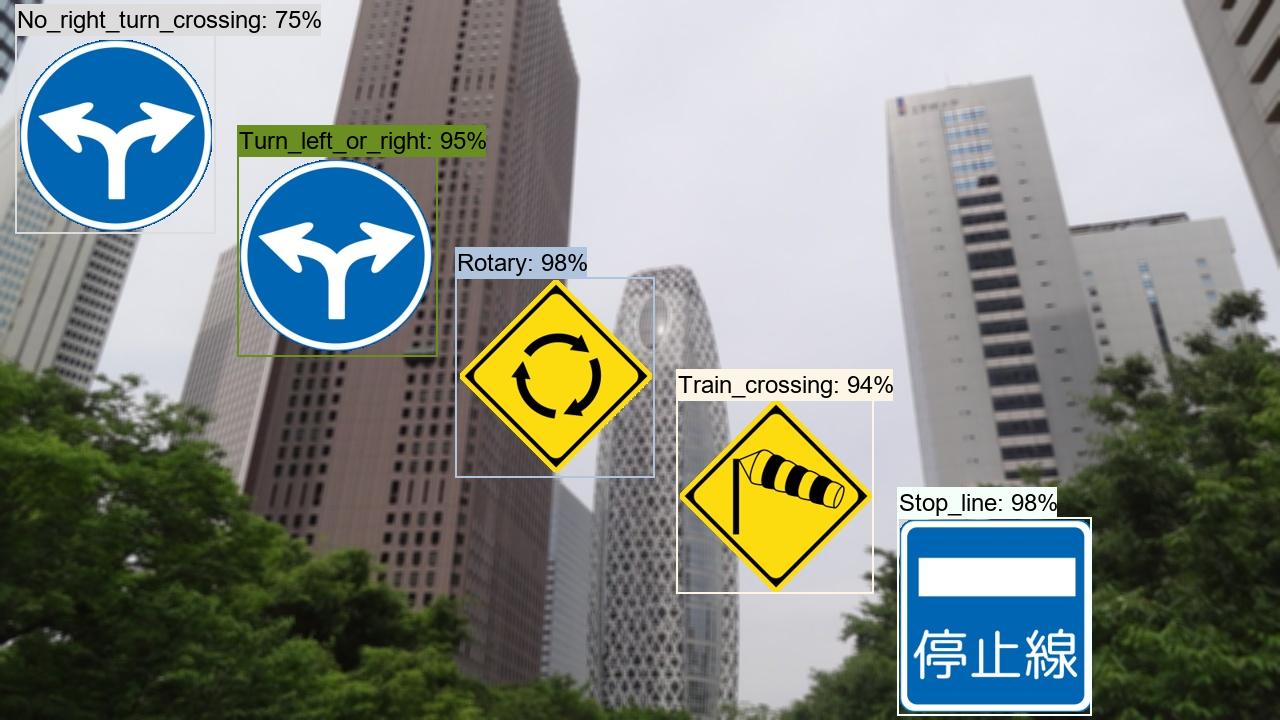 No_right_turn_crossing: 75%
Turn_left_or_right: 95%
Rotary: 98%
Train_crossing: 94%
Stop_line: 98%
停止線